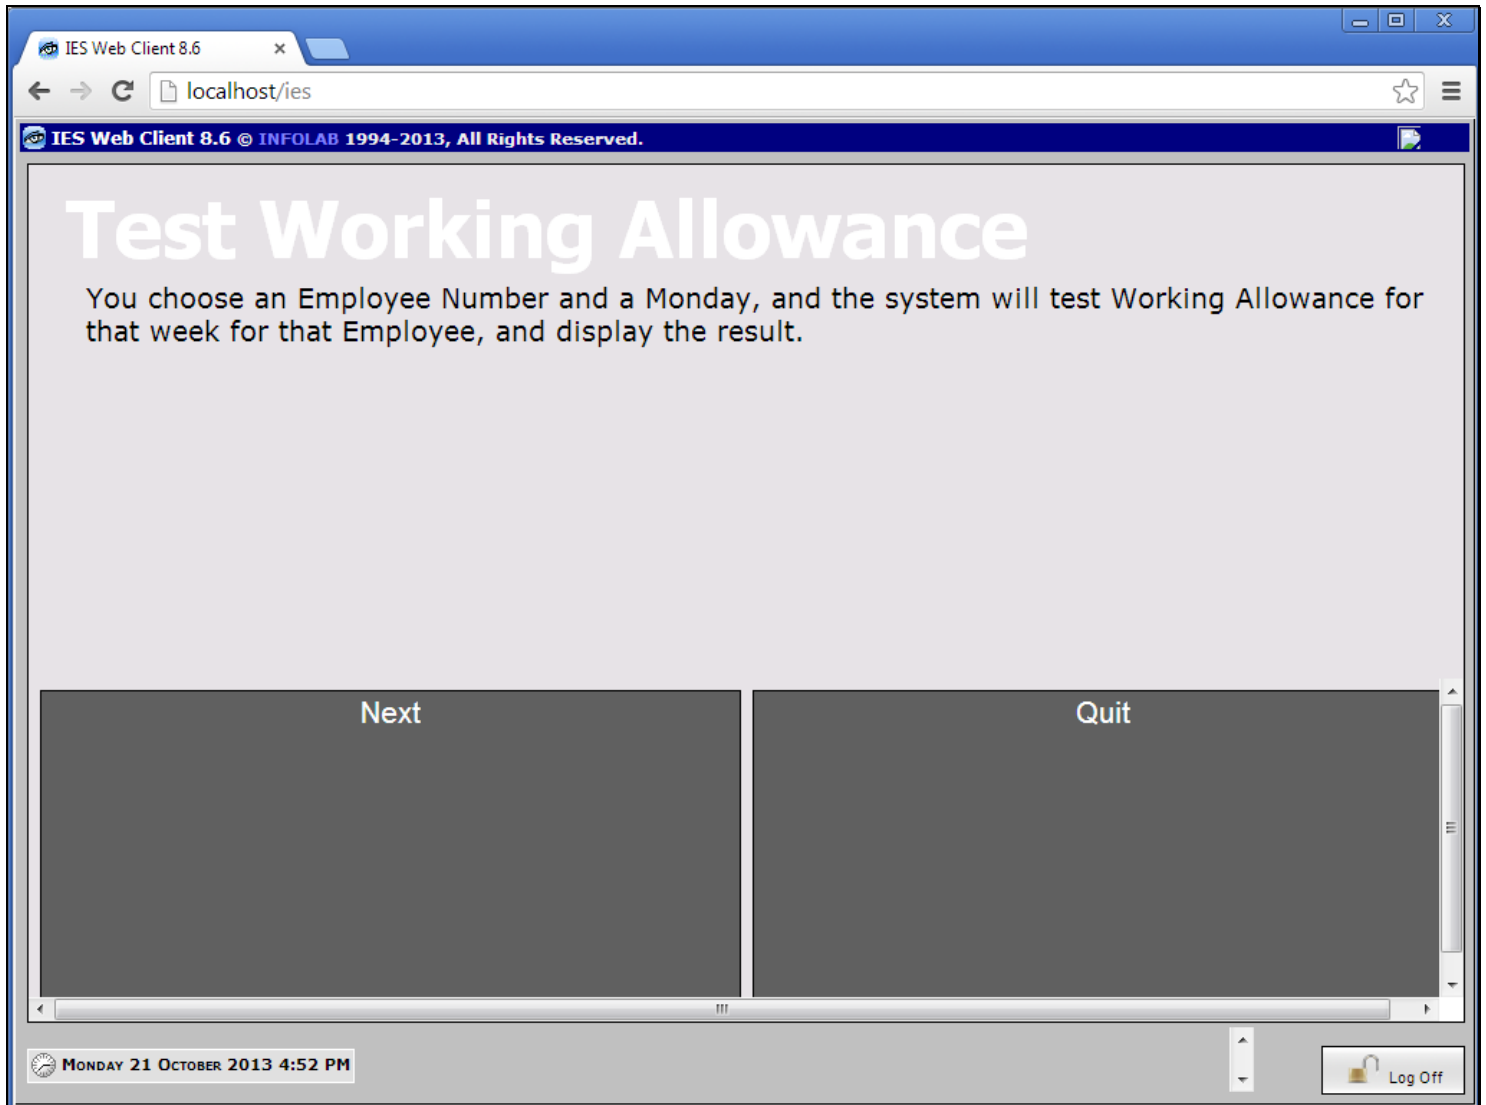 IES Web Client 8.6
localhost/ies
IES Web Client 8.6 © INFOLAB 1994-2013, All Rights Reserved.
Test Working Allowance
You choose an Employee Number and a Monday, and the system will test Working Allowance for
that week for that Employee, and display the result.
Next
Quit
Monday 21 October 2013 4:52 PM
Log Off